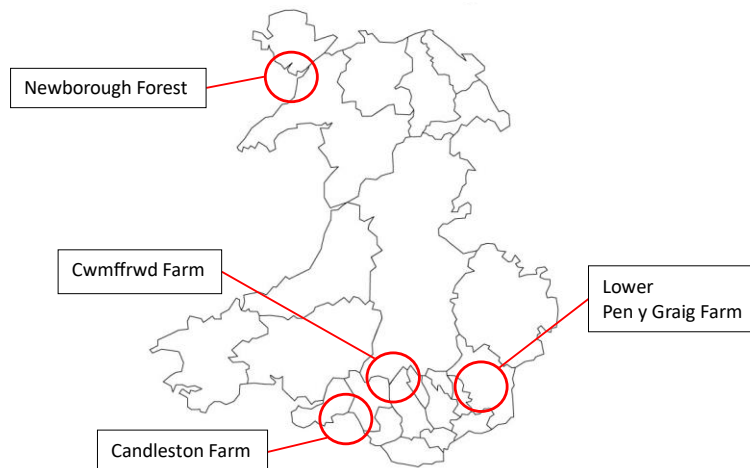 Newborough Forest
Cwmffrwd Farm
Lower
Pen y Graig Farm
Candleston Farm